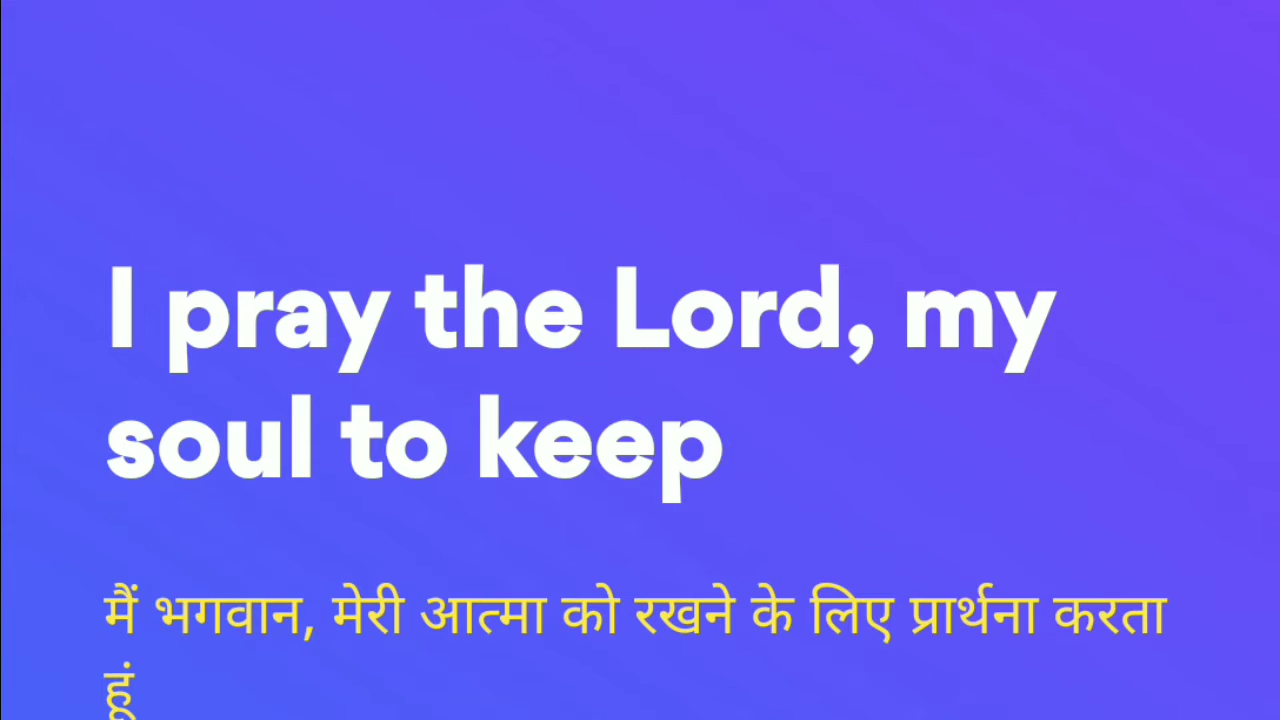 I pray the Lord, my
soul to keep
मैं भगवान, मेरी आत्मा को रखने के लिए प्रार्थना करता
हूं